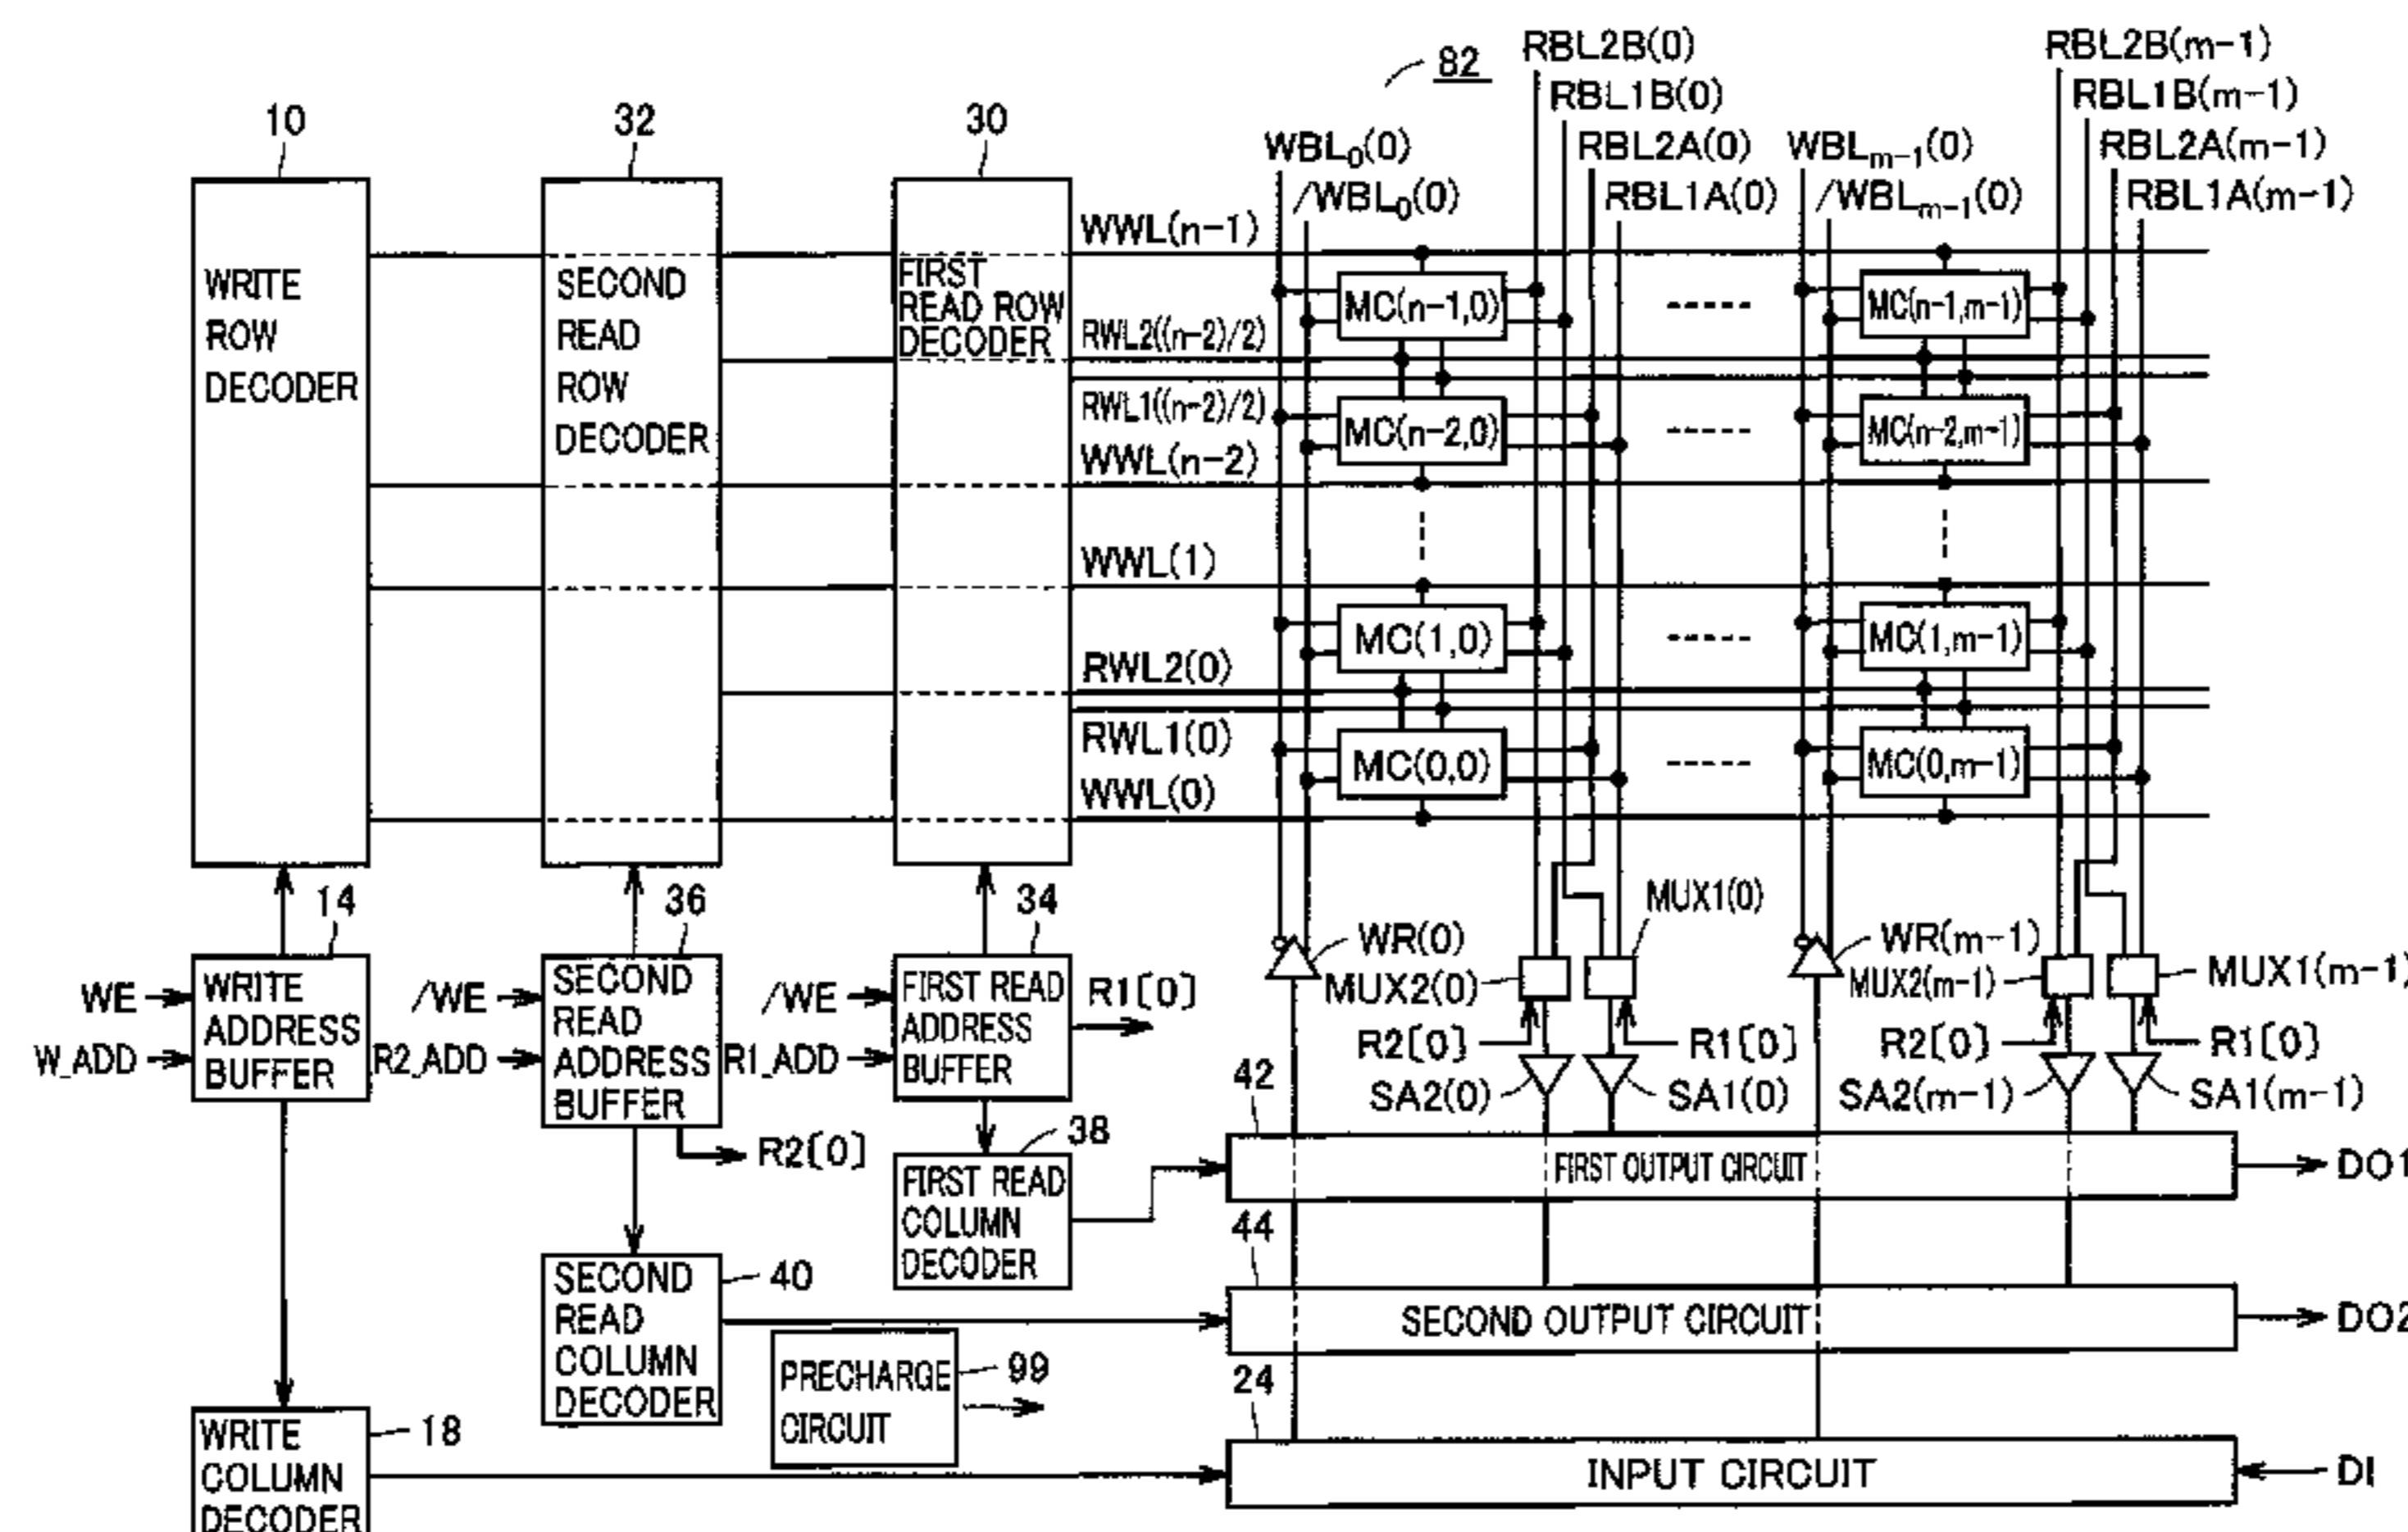 82
RBL2B(0)
RBL2B(m-1)
RBL1B(0)
RBL1B(m-1)
10
32
30
WBL0(0)
RBL2A(0)
WBLm-1(0)
RBL2A(m-1)
/WBL0(0)
RBL1A(0)
/WBLm-1(0)
RBL1A(m-1)
WRITE
ROW
DECODER
SECOND
READ
ROW
DECODER
FIRST
READ ROW
DECODER
WWL(n-1)
MC(n-1,0)
MC(n-1,m-1)
RWL2((n-2)/2)
RWL1((n-2)/2)
MC(n-2,0)
MC(n-2,m-1)
WWL(n-2)
WWL(1)
MC(1,0)
MC(1,m-1)
RWL2(0)
RWL1(0)
MC(0,0)
MC(0,m-1)
WWL(0)
14
36
34
MUX1(0)
WR(0)
WR(m-1)
WE
WRITE
ADDRESS
BUFFER
W_ADD
/WE
SECOND
READ
ADDRESS
BUFFER
R2_ADD
R2[0]
/WE
FIRST READ
ADDRESS
BUFFER
R1_ADD
R1[0]
MUX2(0)
MUX2(m-1)
MUX1(m-1)
R2[0]
R1[0]
R2[0]
R1[0]
SA2(0)
SA1(0)
SA2(m-1)
SA1(m-1)
42
38
FIRST READ
COLUMN
DECODER
FIRST OUTPUT CIRCUIT
DO1
44
40
SECOND
READ
COLUMN
DECODER
SECOND OUTPUT CIRCUIT
DO2
PRECHARGE
CIRCUIT
99
24
18
WRITE
COLUMN
DECODER
INPUT CIRCUIT
DI